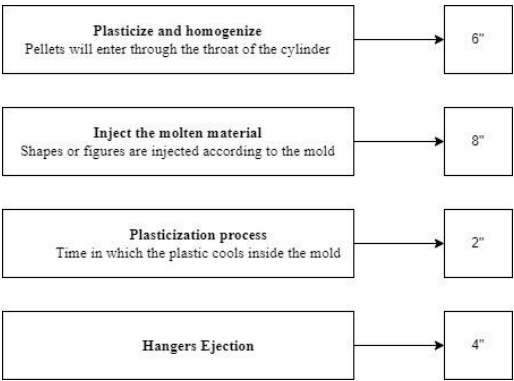 Plasticize and homogenize
Pellets will enter through the throat of the cylinder
6"
Inject the molten material
Shapes or figures are injected according to the mold
8"
Plasticization process
Time in which the plastic cools inside the mold
2"
Hangers Ejection
4"